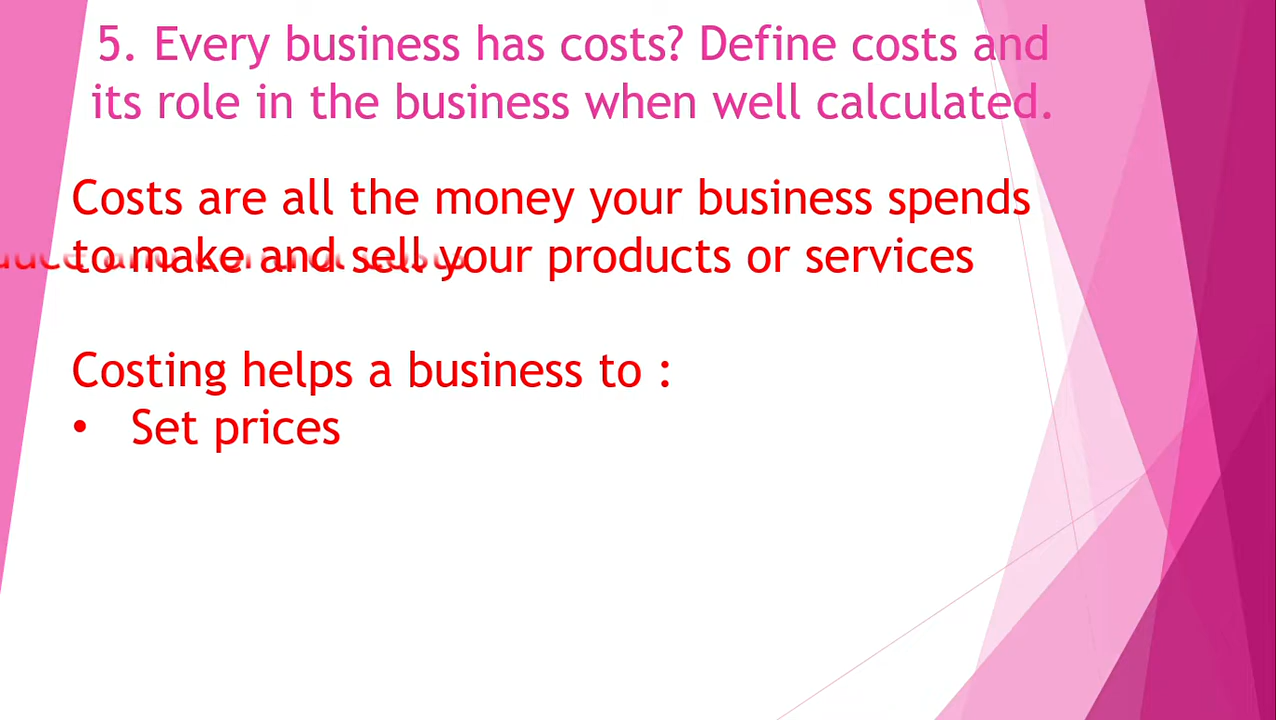 5. Every business has costs? Define costs and
its role in the business when well calculated.
Costs are all the money your business spends
to make and sell your products or services
Costing helps a business to :
• Set prices